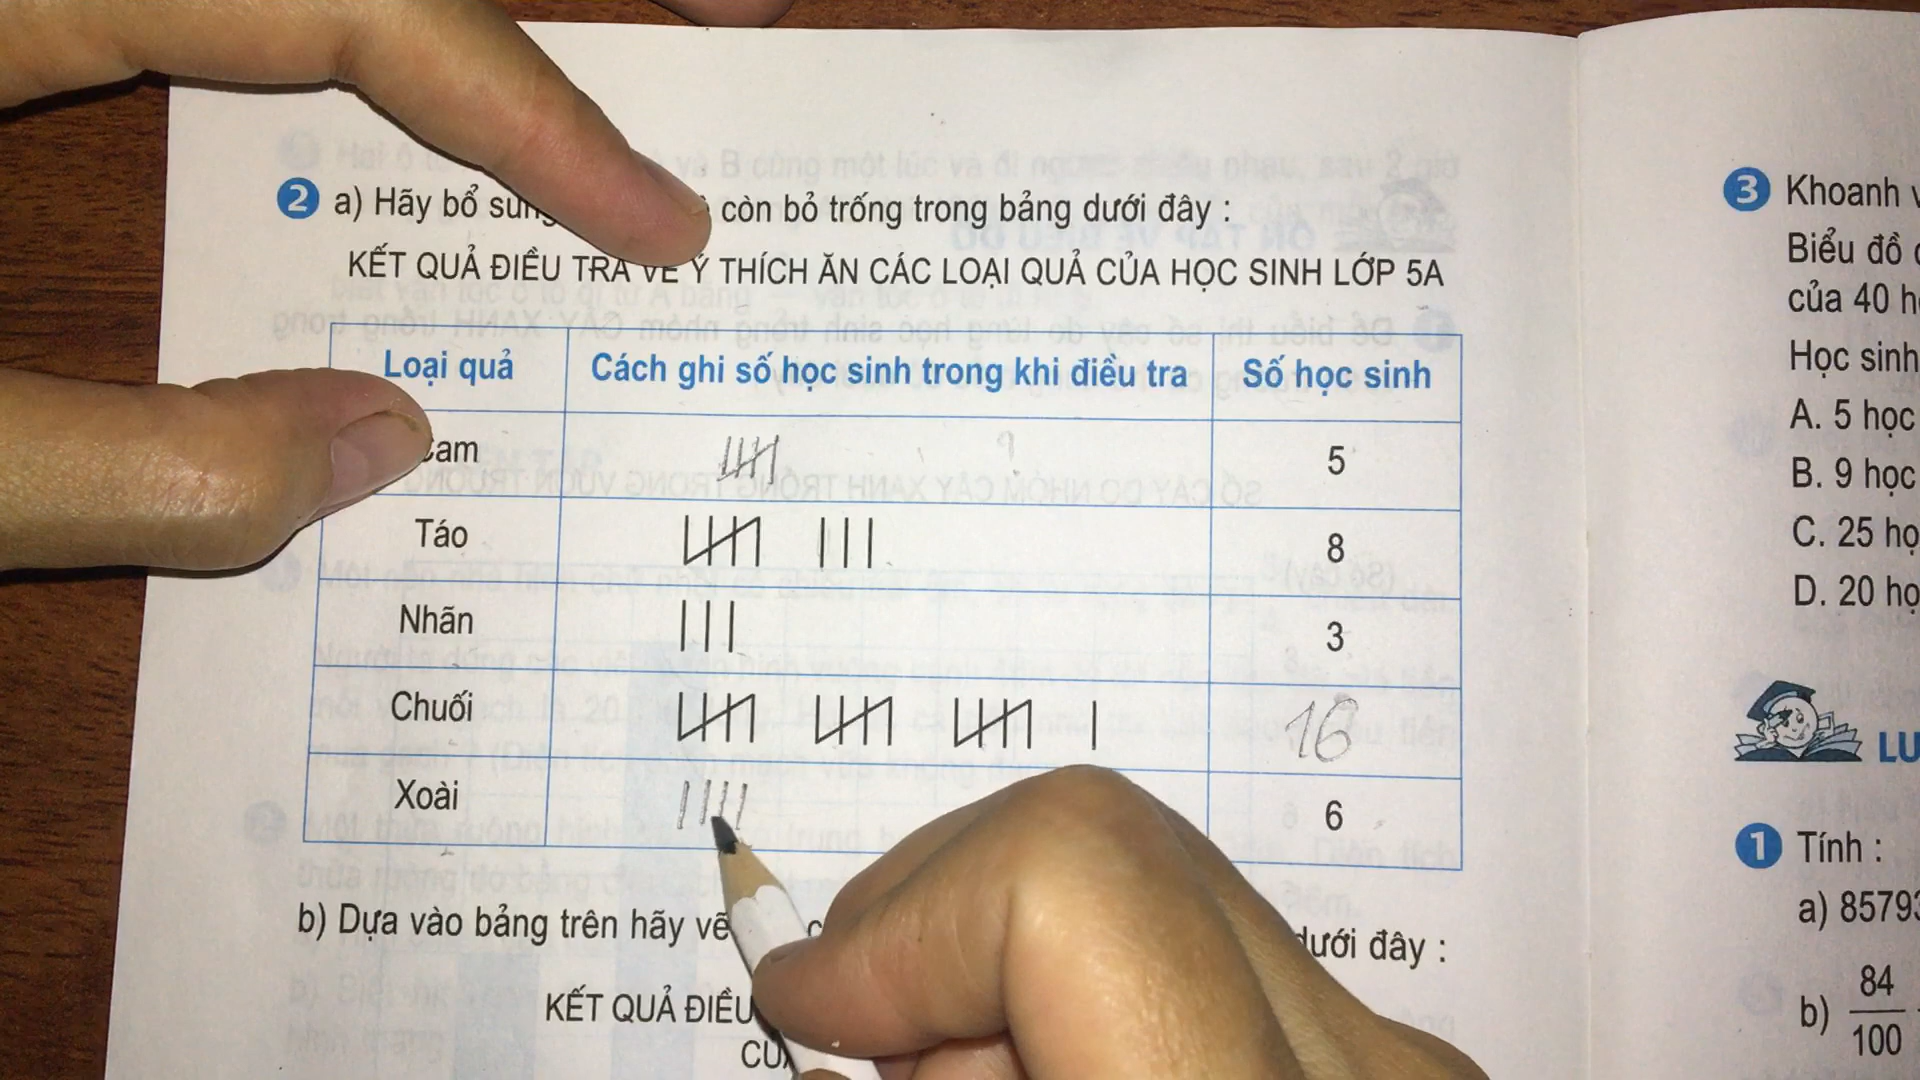 2 a) Hãy bổ sung còn bỏ trống trong bảng dưới đây :
KẾT QUẢ ĐIỀU TRA VỀ Ý THÍCH ĂN CÁC LOẠI QUẢ CỦA HỌC SINH LỚP 5A
Loại quả Cách ghi số học sinh trong khi điều tra Số học sinh
Cam 5
Táo 8
Nhãn 3
Chuối 16
Xoài 6
b) Dựa vào bảng trên hãy vẽ dưới đây :
KẾT QUẢ ĐIỀU
3 Khoanh
Biểu đồ
của 40
Học sinh
A. 5 học
B. 9 học
C. 25
D. 20
1 Tính :
a) 85793
b) 84
100